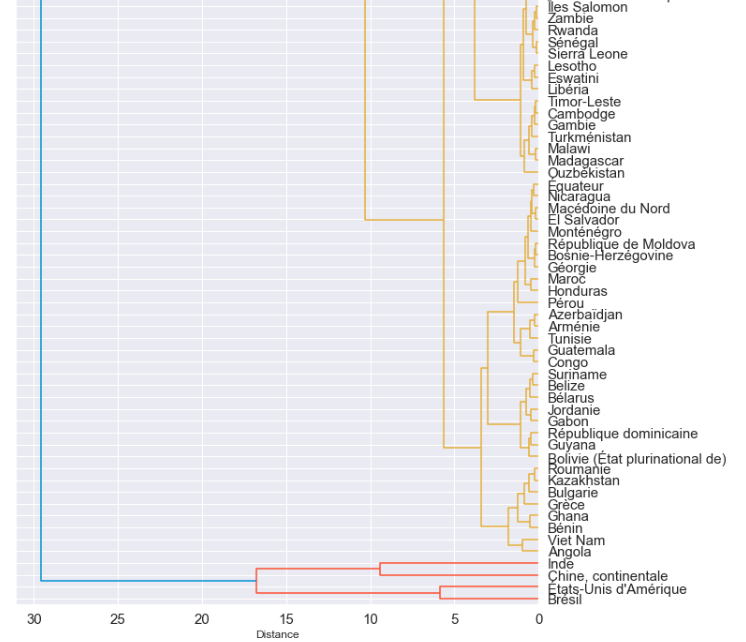 Îles Salomon
Zambie
Rwanda
Sénégal
Sierra Leone
Lesotho
Eswatini
Libéria
Timor-Leste
Cambodge
Gambie
Turkménistan
Malawi
Madagascar
Ouzbékistan
Équateur
Nicaragua
Macédoine du Nord
El Salvador
Monténégro
République de Moldova
Bosnie-Herzégovine
Géorgie
Maroc
Honduras
Pérou
Azerbaïdjan
Arménie
Tunisie
Guatemala
Congo
Suriname
Belize
Bélarus
Jordanie
Gabon
République dominicaine
Guyana
Bolivie (État plurinational de)
Roumanie
Kazakhstan
Bulgarie
Grèce
Ghana
Bénin
Viet Nam
Angola
Inde
Chine, continentale
États-Unis d'Amérique
Brésil
30 25 20 15 10 5 0
Distance